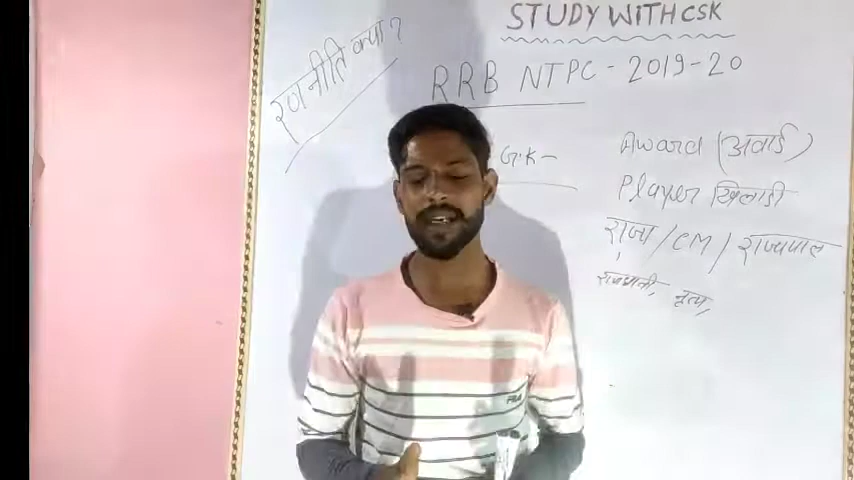 STUDY WITH CSK
रणनीति क्या?
RRB NTPC - 2019-20
G.K -
Award (अवार्ड)
Player खिलाडी
राज्य / CM / राज्यपाल
राजधानी, नृत्य,